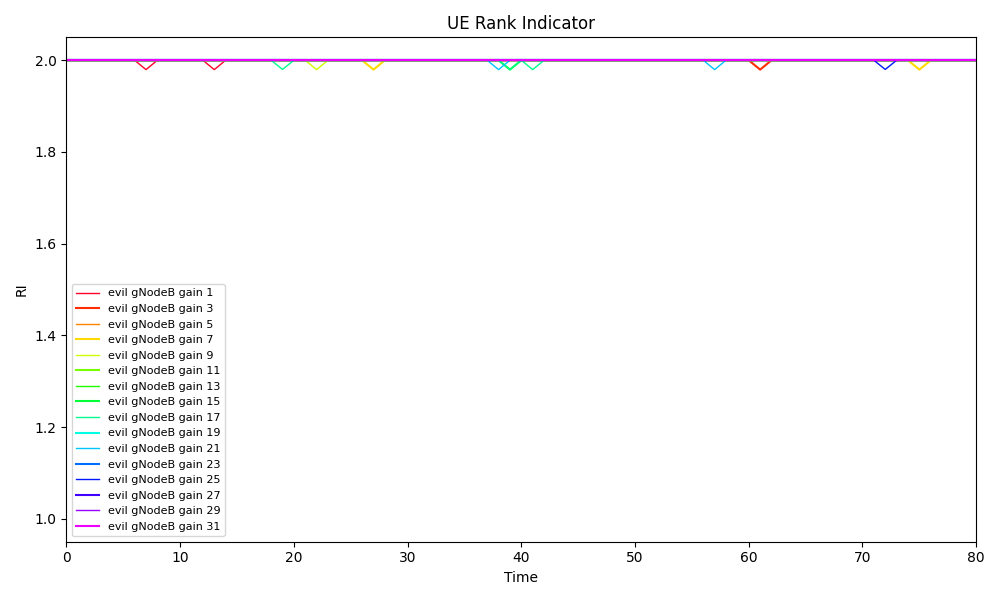 UE Rank Indicator
RI
2.0
1.8
1.6
1.4
1.2
1.0
evil gNodeB gain 1
evil gNodeB gain 3
evil gNodeB gain 5
evil gNodeB gain 7
evil gNodeB gain 9
evil gNodeB gain 11
evil gNodeB gain 13
evil gNodeB gain 15
evil gNodeB gain 17
evil gNodeB gain 19
evil gNodeB gain 21
evil gNodeB gain 23
evil gNodeB gain 25
evil gNodeB gain 27
evil gNodeB gain 29
evil gNodeB gain 31
0 10 20 30 40 50 60 70 80
Time